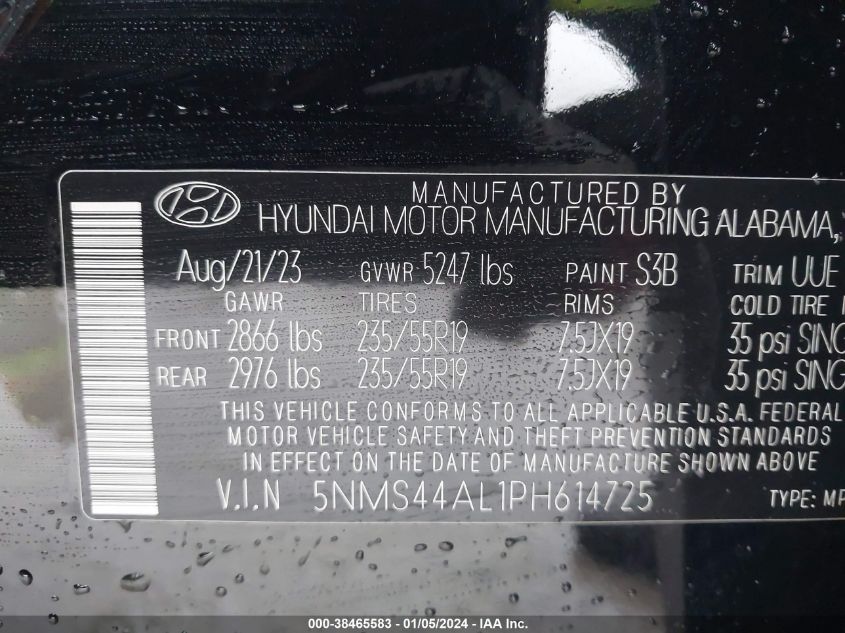 MANUFACTURED BY
HYUNDAI MOTOR MANUFACTURING ALABAMA,
Aug/21/23 GVWR 5247 lbs PAINT S3B TRIM UUE
GAWR TIRES RIMS COLD TIRE
FRONT 2866 lbs 235/55R19 7.5JX19 35 psi SING
REAR 2976 lbs 235/55R19 7.5JX19 35 psi SING
THIS VEHICLE CONFORMS TO ALL APPLICABLE U.S.A. FEDERAL
MOTOR VEHICLE SAFETY AND THEFT PREVENTION STANDARDS
IN EFFECT ON THE DATE OF MANUFACTURE SHOWN ABOVE
V.I.N 5NMS44AL1PH614725 TYPE: MP
000-38465583 - 01/05/2024 - IAA Inc.